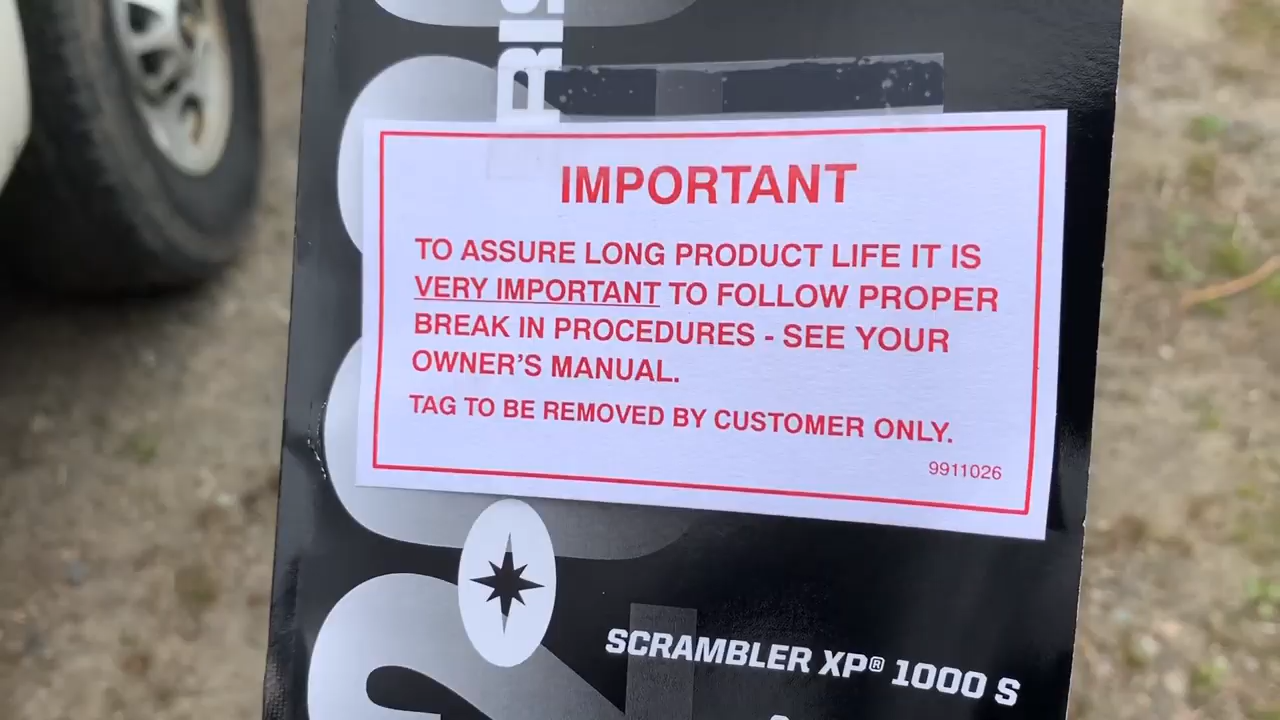 IMPORTANT
TO ASSURE LONG PRODUCT LIFE IT IS
VERY IMPORTANT TO FOLLOW PROPER
BREAK IN PROCEDURES - SEE YOUR
OWNER'S MANUAL.
TAG TO BE REMOVED BY CUSTOMER ONLY.
9911026
SCRAMBLER XP® 1000 S